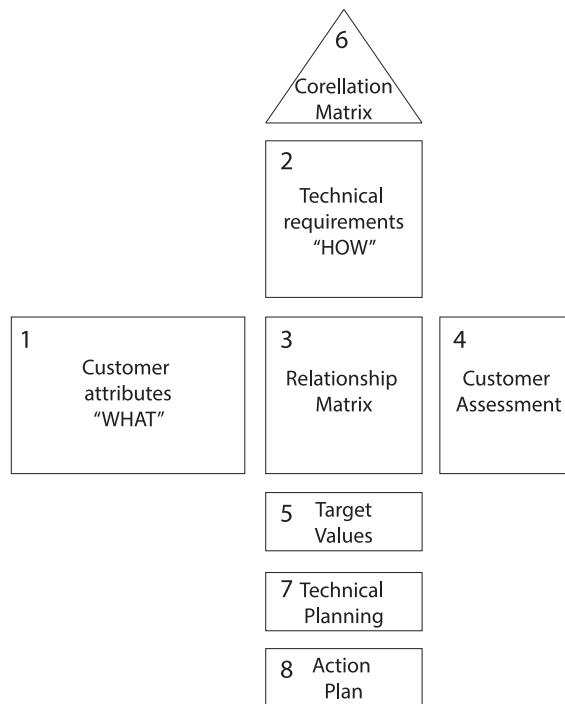 6
Corellation
Matrix
2
Technical
requirements
“HOW”
1
Customer
attributes
“WHAT”
3
Relationship
Matrix
4
Customer
Assessment
5 Target
Values
7 Technical
Planning
8 Action
Plan